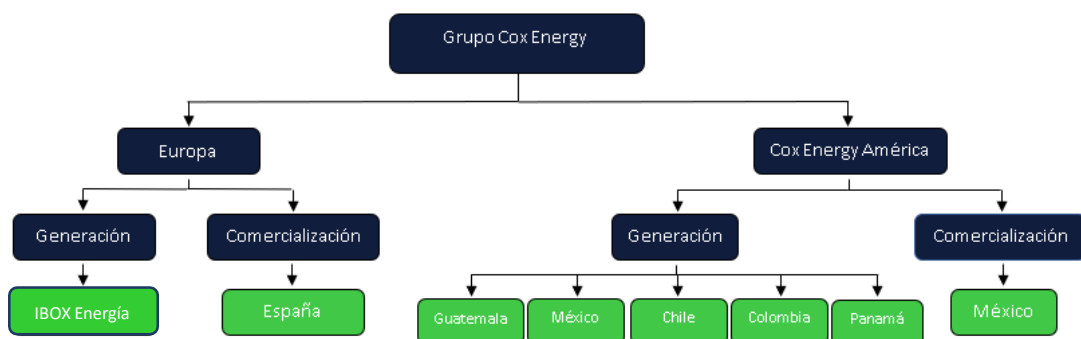 Grupo Cox Energy
Europa
Cox Energy América
Generación
Comercialización
Generación
Comercialización
IBOX Energía
España
Guatemala
México
Chile
Colombia
Panamá
México